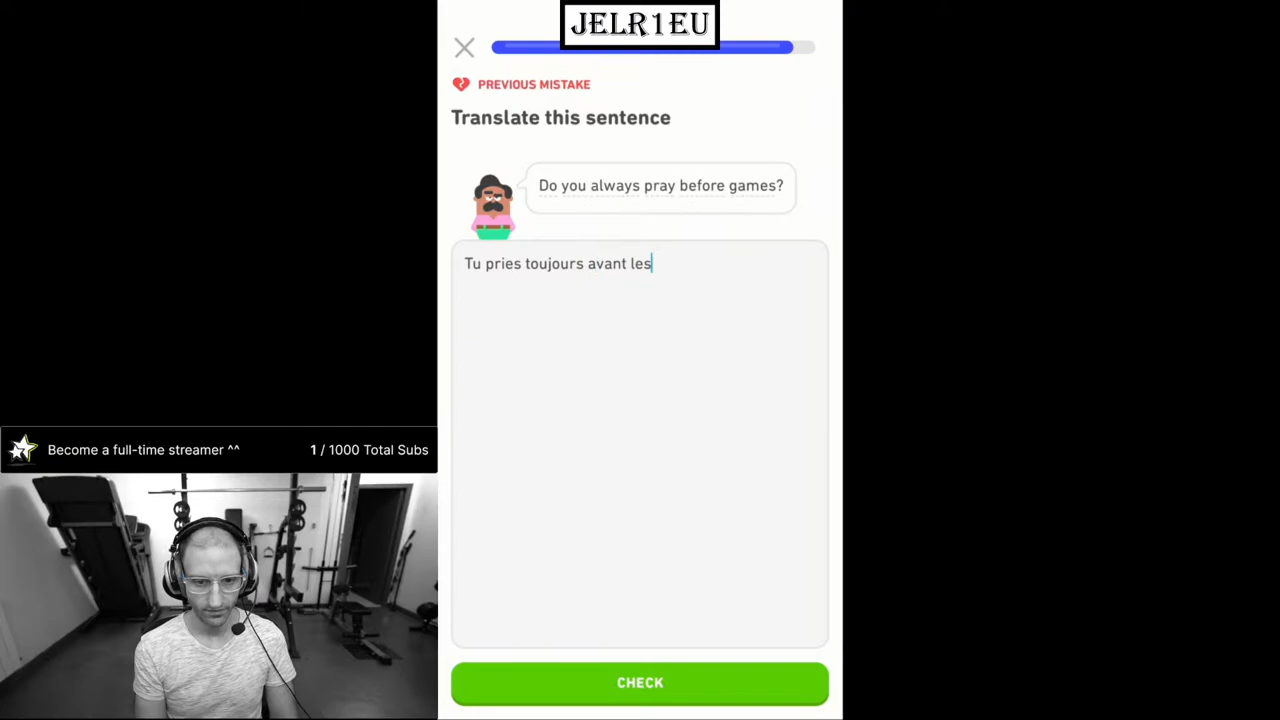 JELR1EU
PREVIOUS MISTAKE
Translate this sentence
Do you always pray before games?
Tu pries toujours avant les
Become a full-time streamer ^^ 1 / 1000 Total Subs
CHECK